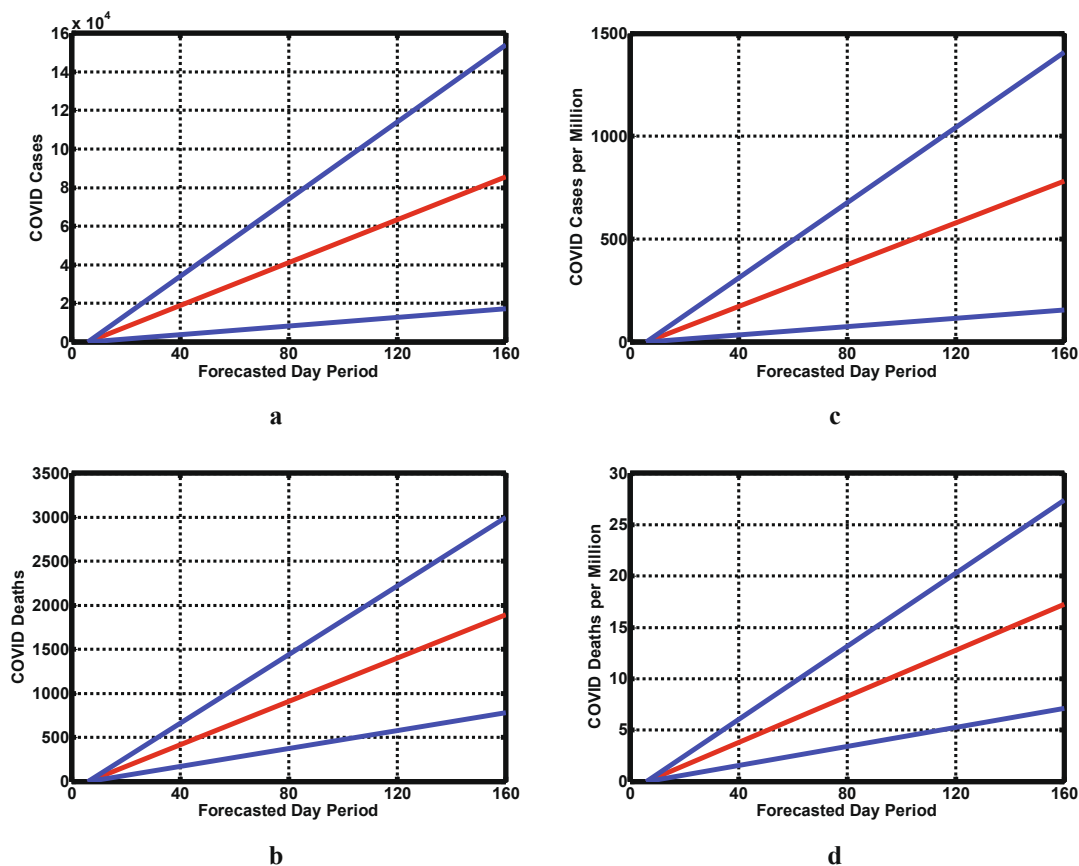 x 10⁴
16
14
12
10
8
6
4
2
0
COVID Cases
0 40 80 120 160
Forecasted Day Period
a
1500
1000
500
0
COVID Cases per Million
0 40 80 120 160
Forecasted Day Period
c
3500
3000
2500
2000
1500
1000
500
0
COVID Deaths
0 40 80 120 160
Forecasted Day Period
b
30
25
20
15
10
5
0
COVID Deaths per Million
0 40 80 120 160
Forecasted Day Period
d